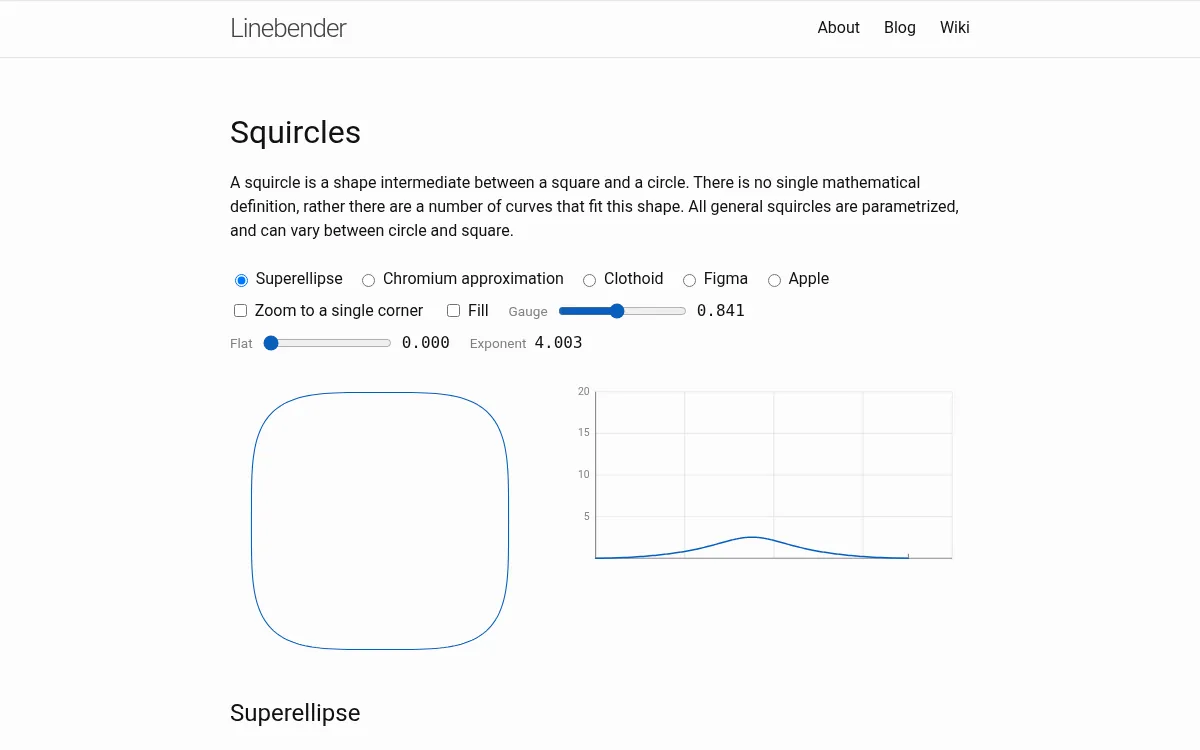 Linebender
About Blog Wiki
Squircles
A squircle is a shape intermediate between a square and a circle. There is no single mathematical
definition, rather there are a number of curves that fit this shape. All general squircles are parametrized,
and can vary between circle and square.
Superellipse Chromium approximation Clothoid Figma Apple
Zoom to a single corner Fill Gauge 0.841
Flat 0.000 Exponent 4.003
20
15
10
5
Superellipse